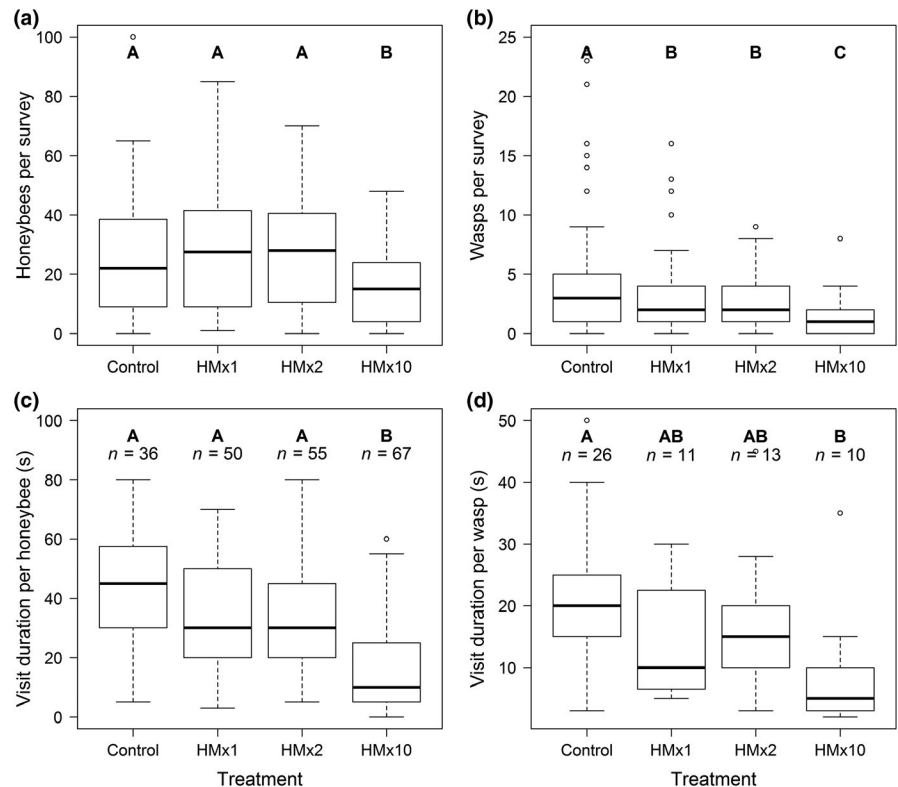 (a)
Honeybees per survey
100
80
60
40
20
0
A A A B
Control HMx1 HMx2 HMx10
(b)
Wasps per survey
25
20
15
10
5
0
A B B C
Control HMx1 HMx2 HMx10
(c)
Visit duration per honeybee (s)
100
80
60
40
20
0
A A A B
n = 36 n = 50 n = 55 n = 67
Control HMx1 HMx2 HMx10
Treatment
(d)
Visit duration per wasp (s)
50
40
30
20
10
A AB AB B
n = 26 n = 11 n = 13 n = 10
Control HMx1 HMx2 HMx10
Treatment